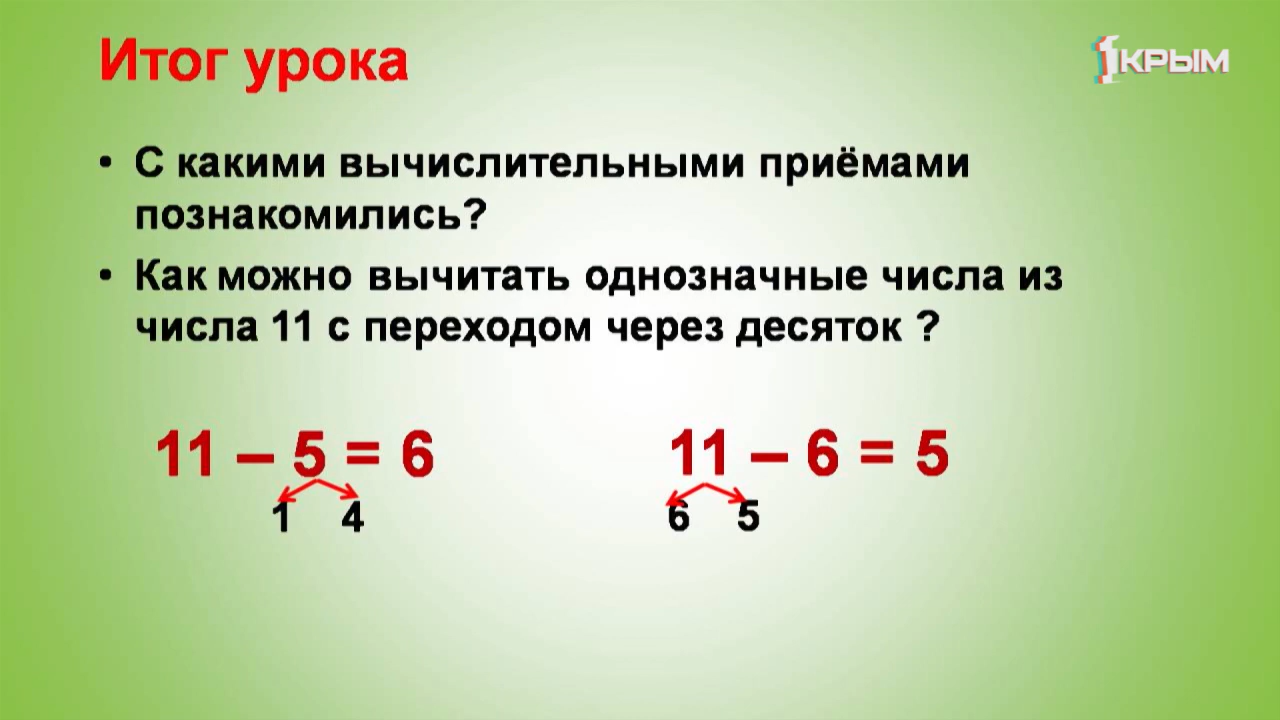 Итог урока
1КРЫМ
• С какими вычислительными приёмами
познакомились?
• Как можно вычитать однозначные числа из
числа 11 с переходом через десяток ?
11 – 5 = 6 11 – 6 = 5
1 4 6 5